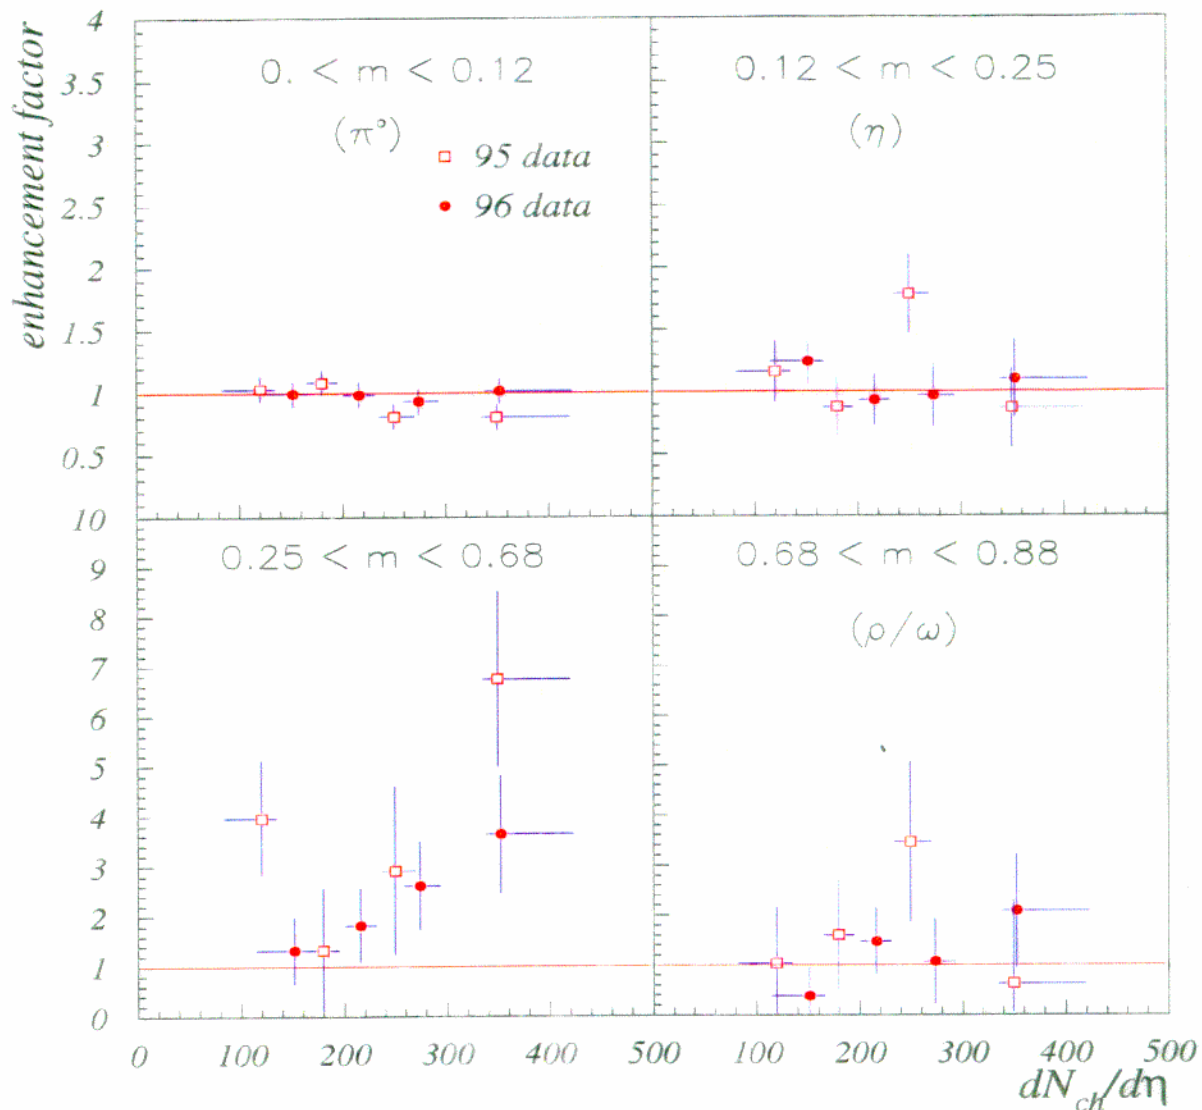 enhancement factor
4
3.5
3
2.5
2
1.5
1
0.5
0. < m < 0.12
(π°)
95 data
96 data
0.12 < m < 0.25
(η)
10
9
8
7
6
5
4
3
2
1
0
0.25 < m < 0.68
0.68 < m < 0.88
(ρ/ω)
0 100 200 300 400 500 100 200 300 400 500
dN_ch/dη